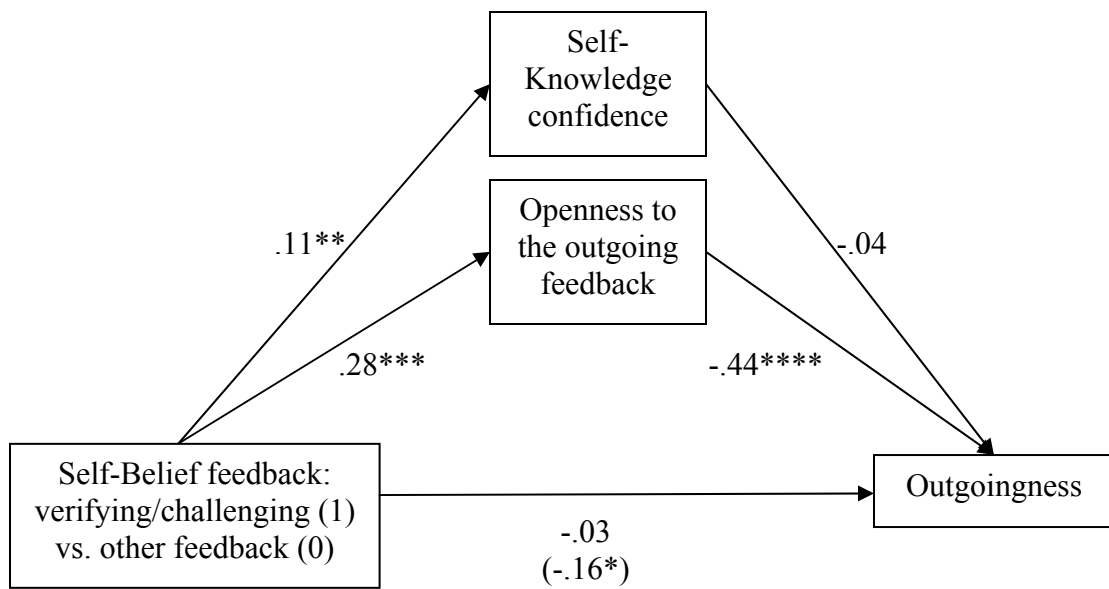 Self-
Knowledge
confidence
Openness to
the outgoing
feedback
.11**
-.04
.28***
-.44****
Self-Belief feedback:
verifying/challenging (1)
vs. other feedback (0)
Outgoingness
-.03
(-.16*)